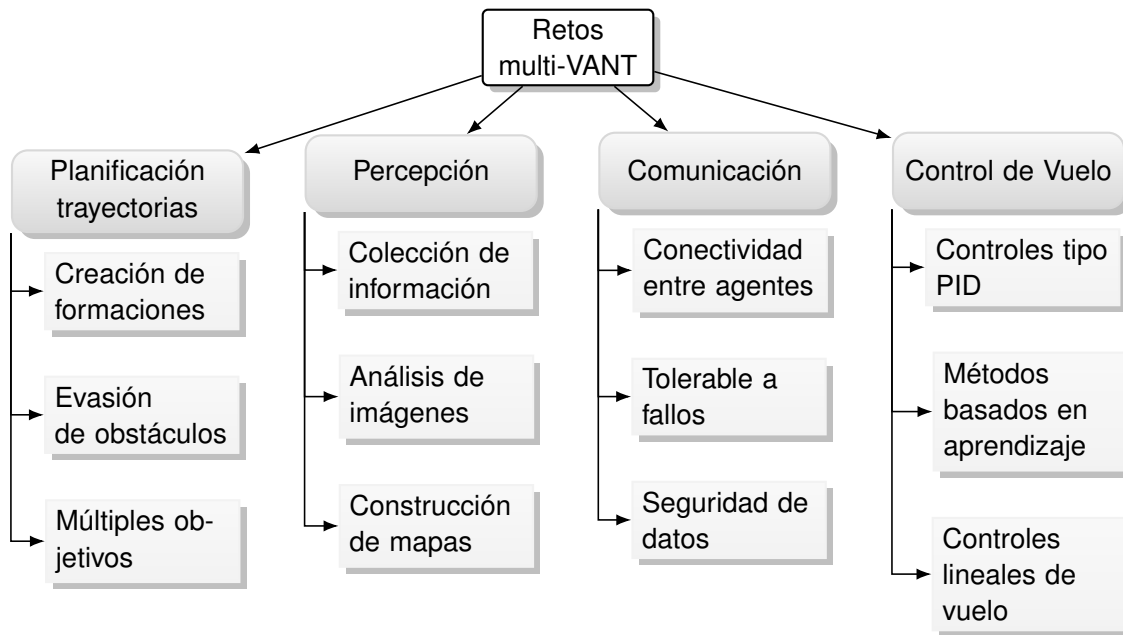 Retos
multi-VANT
Planificación
trayectorias
Creación de
formaciones
Evasión
de obstáculos
Múltiples ob-
jetivos
Percepción
Colección de
información
Análisis de
imágenes
Construcción
de mapas
Comunicación
Conectividad
entre agentes
Tolerable a
fallos
Seguridad de
datos
Control de Vuelo
Controles tipo
PID
Métodos
basados en
aprendizaje
Controles
lineales de
vuelo